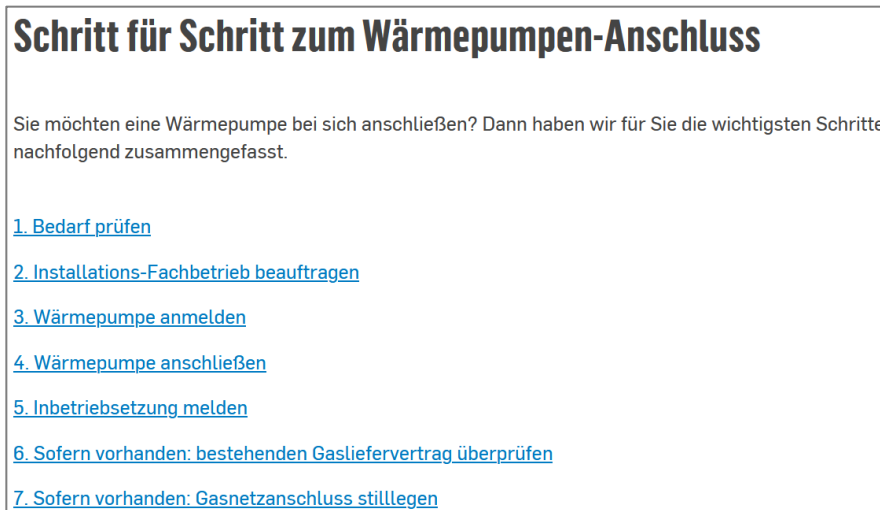 Schritt für Schritt zum Wärmepumpen-Anschluss
Sie möchten eine Wärmepumpe bei sich anschließen? Dann haben wir für Sie die wichtigsten Schritte
nachfolgend zusammengefasst.
1. Bedarf prüfen
2. Installations-Fachbetrieb beauftragen
3. Wärmepumpe anmelden
4. Wärmepumpe anschließen
5. Inbetriebsetzung melden
6. Sofern vorhanden: bestehenden Gasliefervertrag überprüfen
7. Sofern vorhanden: Gasnetzanschluss stilllegen